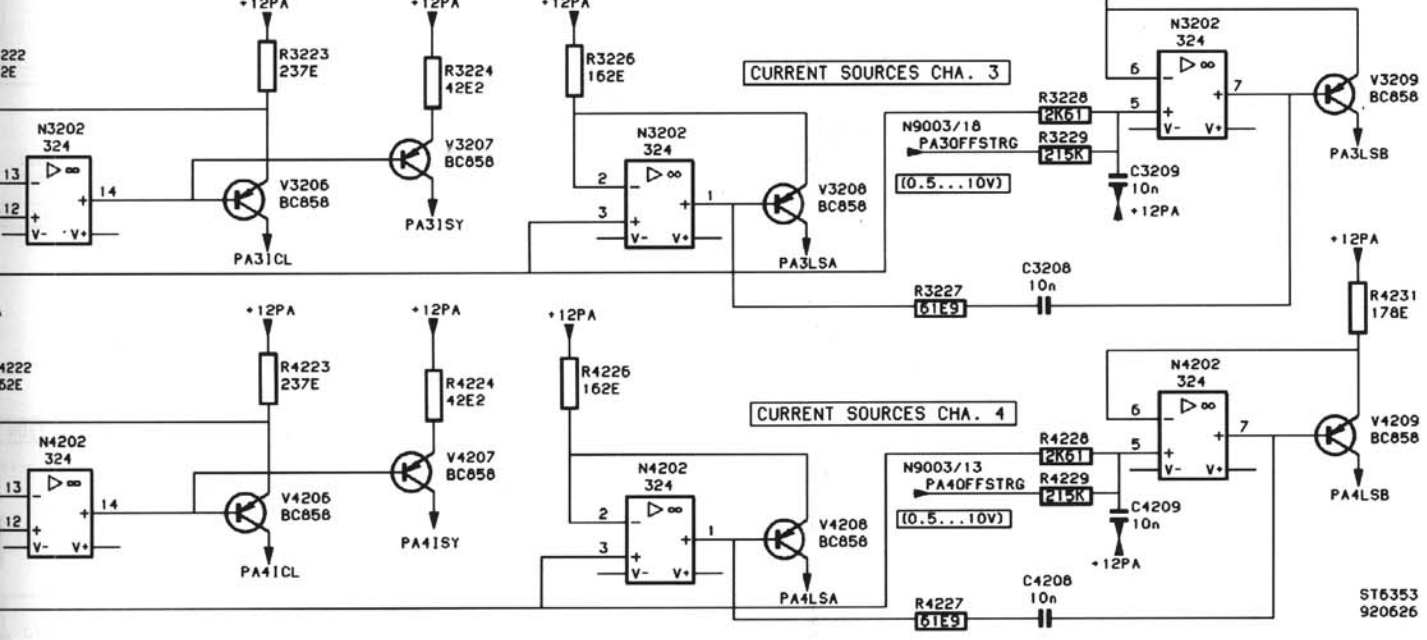 +12PA
+12PA
+12PA
222
2E
R3223
237E
R3224
42E2
R3226
162E
CURRENT SOURCES CHA. 3
N3202
324
6
-
▷ ∞
5
+
+
7
V-
V+
V3209
BC858
PA3LSB
R3228
2K61
N9003/18
PA3OFFSTRG
R3229
215K
(0.5...10V)
C3209
10n
+12PA
N3202
324
13
-
▷ ∞
12
+
+
14
V-
V+
V3206
BC858
PA3ICL
V3207
BC858
PA3ISY
N3202
324
2
-
▷ ∞
3
+
+
1
V-
V+
V3208
BC858
PA3LSA
R3227
61E9
C3208
10n
+12PA
R4231
178E
+12PA
+12PA
+12PA
4222
62E
R4223
237E
R4224
42E2
R4226
162E
CURRENT SOURCES CHA. 4
N4202
324
6
-
▷ ∞
5
+
+
7
V-
V+
V4209
BC858
PA4LSB
R4228
2K61
N9003/13
PA4OFFSTRG
R4229
215K
(0.5...10V)
C4209
10n
+12PA
N4202
324
13
-
▷ ∞
12
+
+
14
V-
V+
V4206
BC858
PA4ICL
V4207
BC858
PA4ISY
N4202
324
2
-
▷ ∞
3
+
+
1
V-
V+
V4208
BC858
PA4LSA
R4227
61E9
C4208
10n
ST6353
920626